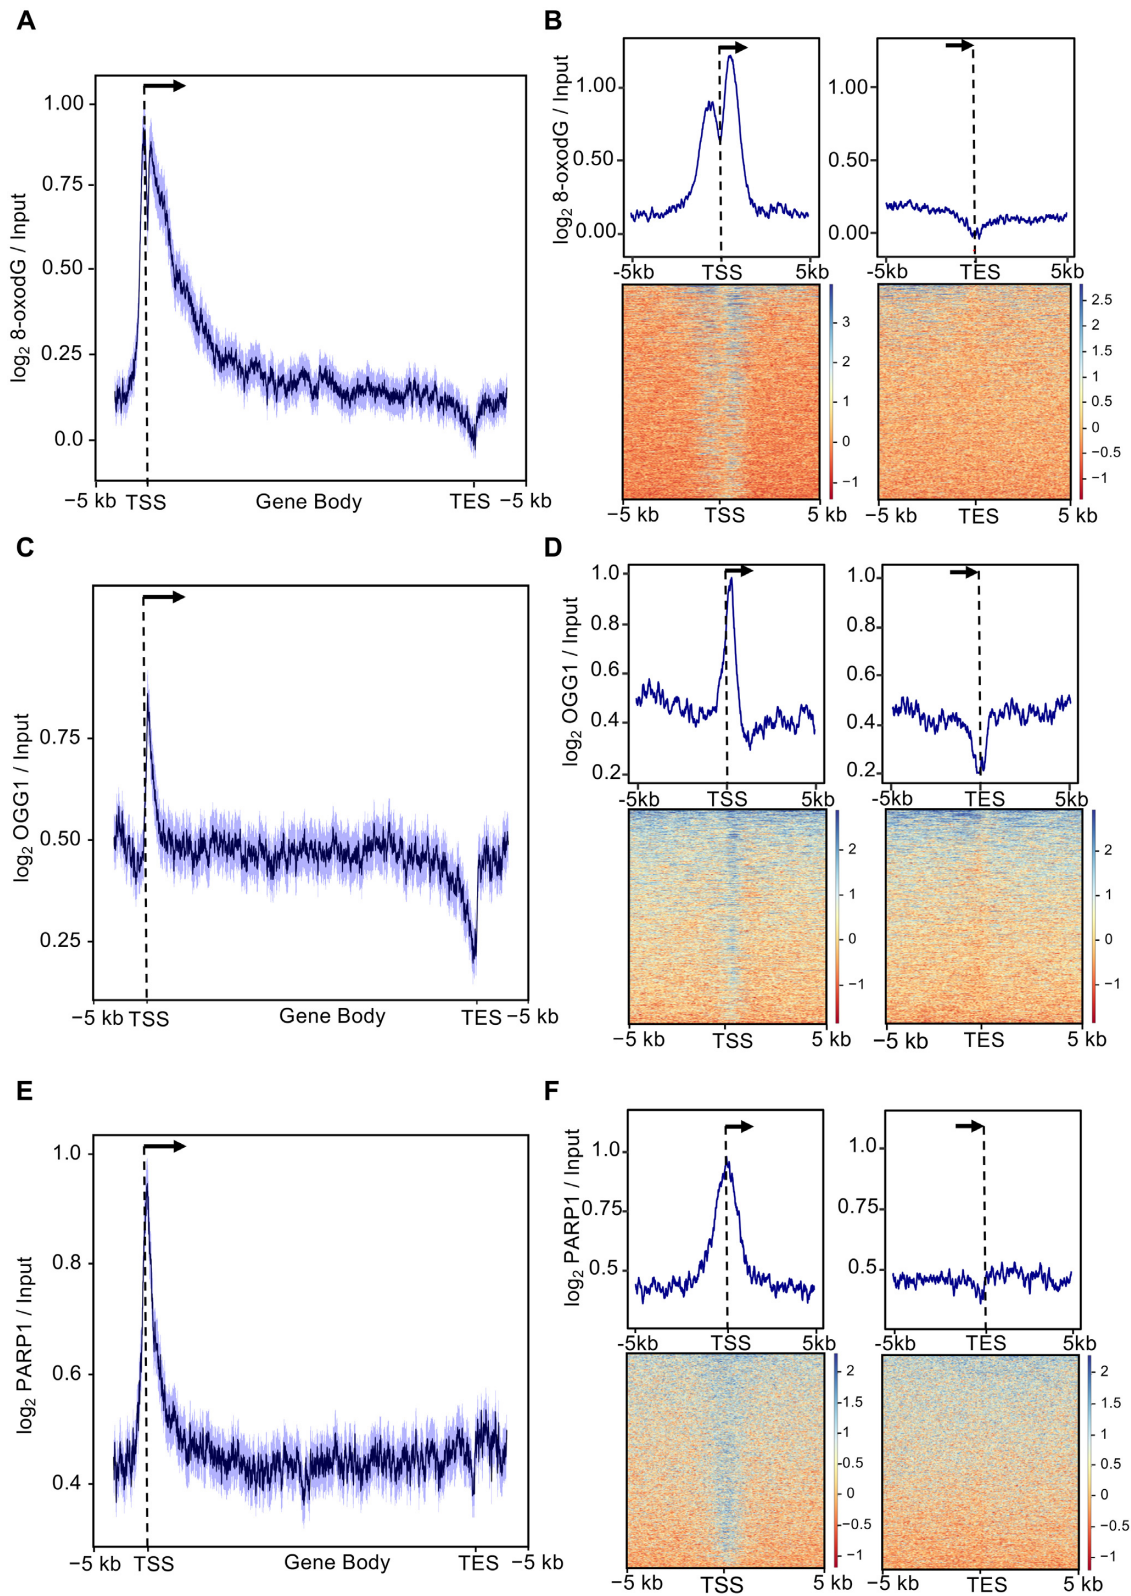 A
log2 8-oxodG / Input
1.00
0.75
0.50
0.25
0.0
−5 kb TSS Gene Body TES −5 kb
B
log2 8-oxodG / Input
1.00
0.50
0.00
-5kb TSS 5kb
1.00
0.50
0.00
-5kb TES 5kb
3
2
1
0
−1
−5 kb TSS 5 kb
2.5
2
1.5
1
0.5
0
−0.5
−1
−5 kb TES 5 kb
C
log2 OGG1 / Input
0.75
0.50
0.25
−5 kb TSS Gene Body TES −5 kb
D
log2 OGG1 / Input
1.0
0.8
0.6
0.4
0.2
-5kb TSS 5kb
1.0
0.8
0.6
0.4
0.2
-5kb TES 5kb
2
1
0
−1
−5 kb TSS 5 kb
2
1
0
−1
−5 kb TES 5 kb
E
log2 PARP1 / Input
1.0
0.8
0.6
0.4
−5 kb TSS Gene Body TES −5 kb
F
log2 PARP1 / Input
1.0
0.75
0.5
-5kb TSS 5kb
1.0
0.75
0.5
-5kb TES 5kb
2
1.5
1
0.5
0
−0.5
−1
−5 kb TSS 5 kb
2
1.5
1
0.5
0
−0.5
−1
−5 kb TES 5 kb